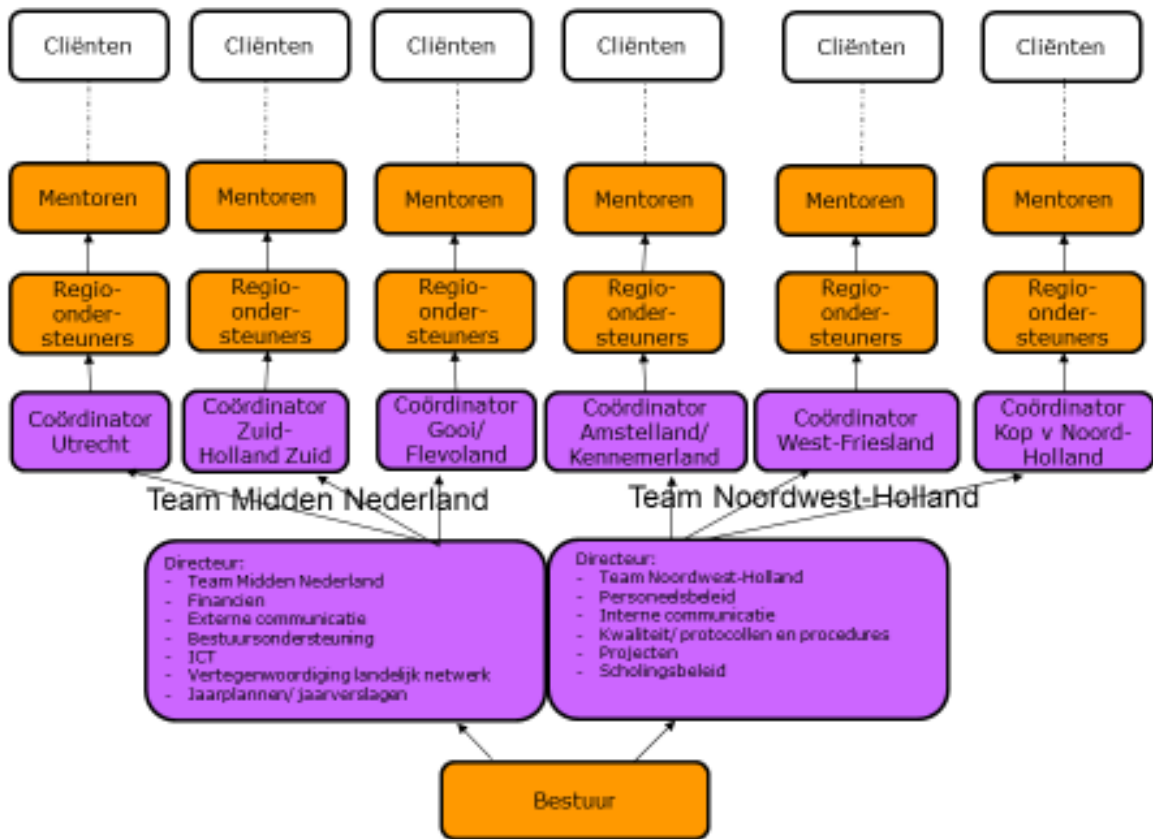 Cliënten
Cliënten
Cliënten
Cliënten
Cliënten
Cliënten
Mentoren
Mentoren
Mentoren
Mentoren
Mentoren
Mentoren
Regio-
onder-
steuners
Regio-
onder-
steuners
Regio-
onder-
steuners
Regio-
onder-
steuners
Regio-
onder-
steuners
Regio-
onder-
steuners
Coördinator
Utrecht
Coördinator
Zuid-
Holland Zuid
Coördinator
Gooi/
Flevoland
Coördinator
Amstelland/
Kennemerland
Coördinator
West-Friesland
Coördinator
Kop v Noord-
Holland
Team Midden Nederland
Team Noordwest-Holland
Directeur:
- Team Midden Nederland
- Financien
- Externe communicatie
- Bestuursondersteuning
- ICT
- Vertegenwoordiging landelijk netwerk
- Jaarplannen/ jaarverslagen
Directeur:
- Team Noordwest-Holland
- Personeelsbeleid
- Interne communicatie
- Kwaliteit/ protocollen en procedures
- Projecten
- Scholingsbeleid
Bestuur